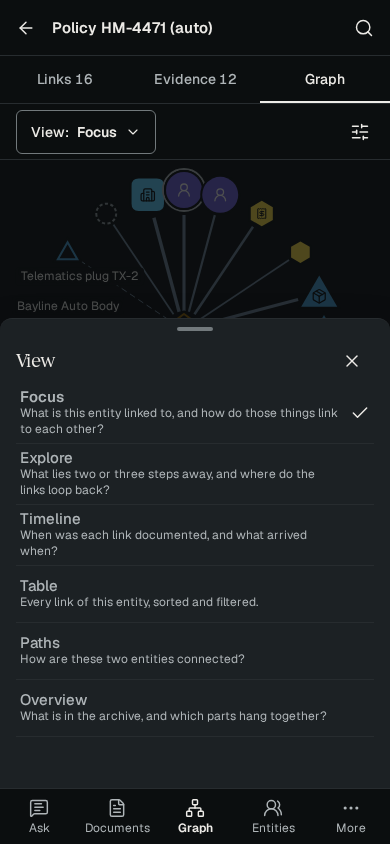 Policy HM-4471 (auto)
Links 16
Evidence 12
Graph
View: Focus
Telematics plug TX-2
Bayline Auto Body
View
Focus
What is this entity linked to, and how do those things link
to each other?
Explore
What lies two or three steps away, and where do the
links loop back?
Timeline
When was each link documented, and what arrived
when?
Table
Every link of this entity, sorted and filtered.
Paths
How are these two entities connected?
Overview
What is in the archive, and which parts hang together?
Ask
Documents
Graph
Entities
More